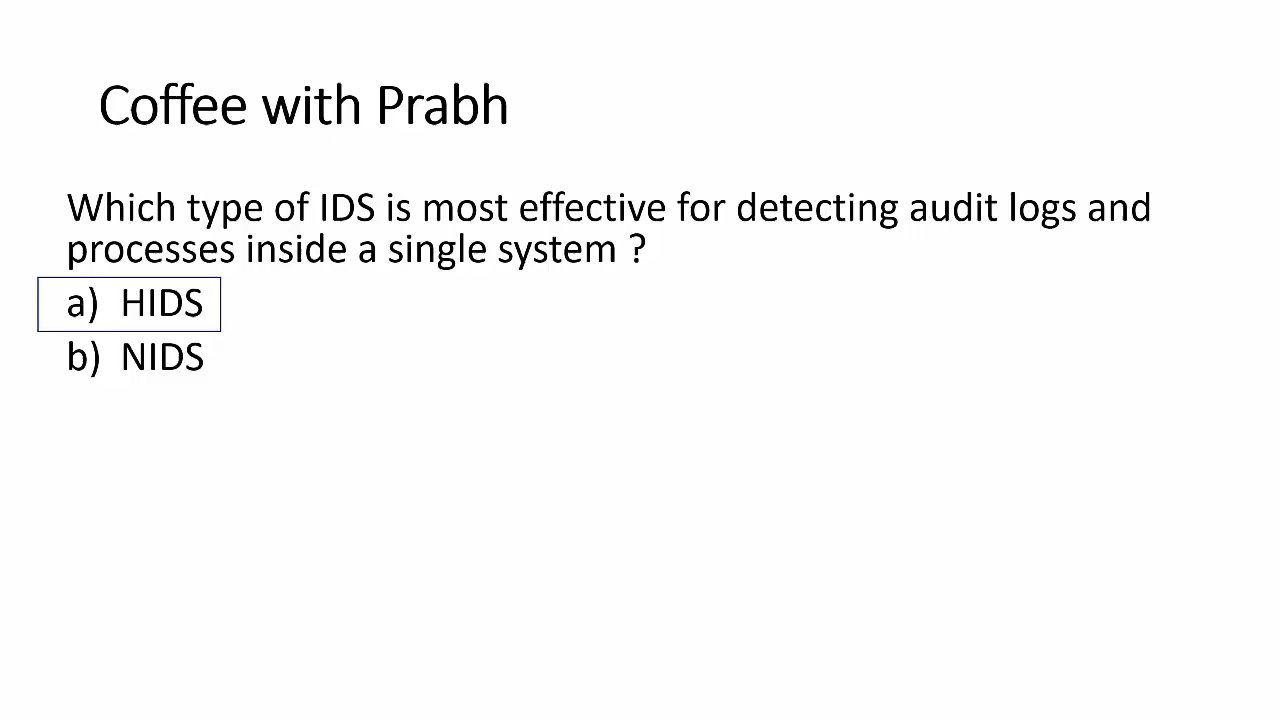 Coffee with Prabh
Which type of IDS is most effective for detecting audit logs and
processes inside a single system ?
a) HIDS
b) NIDS